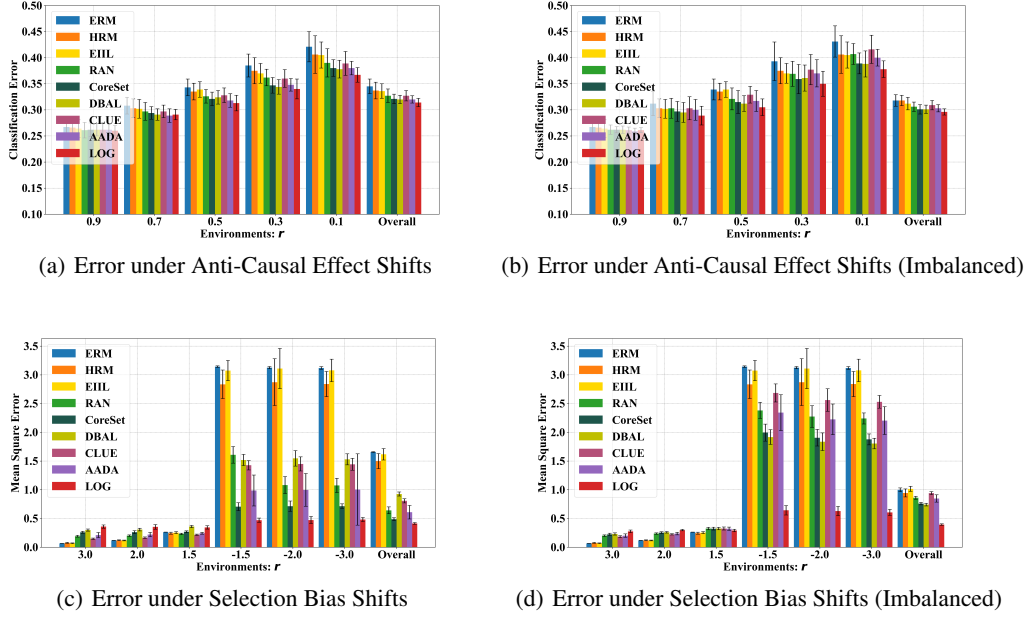 0.50
0.45
0.40
0.35
0.30
0.25
0.20
0.15
0.10
Classification Error
ERM
HRM
EIIL
RAN
CoreSet
DBAL
CLUE
AADA
LOG
0.9 0.7 0.5 0.3 0.1 Overall
Environments: r
(a) Error under Anti-Causal Effect Shifts
0.50
0.45
0.40
0.35
0.30
0.25
0.20
0.15
0.10
Classification Error
ERM
HRM
EIIL
RAN
CoreSet
DBAL
CLUE
AADA
LOG
0.9 0.7 0.5 0.3 0.1 Overall
Environments: r
(b) Error under Anti-Causal Effect Shifts (Imbalanced)
3.5
3.0
2.5
2.0
1.5
1.0
0.5
0.0
Mean Square Error
ERM
HRM
EIIL
RAN
CoreSet
DBAL
CLUE
AADA
LOG
3.0 2.0 1.5 -1.5 -2.0 -3.0 Overall
Environments: r
(c) Error under Selection Bias Shifts
3.5
3.0
2.5
2.0
1.5
1.0
0.5
0.0
Mean Square Error
ERM
HRM
EIIL
RAN
CoreSet
DBAL
CLUE
AADA
LOG
3.0 2.0 1.5 -1.5 -2.0 -3.0 Overall
Environments: r
(d) Error under Selection Bias Shifts (Imbalanced)